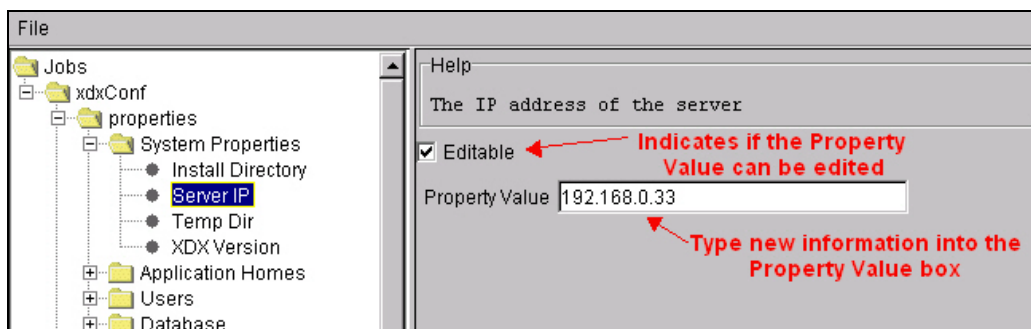 File
Jobs
xdxConf
properties
System Properties
Install Directory
Server IP
Temp Dir
XDX Version
Application Homes
Users
Database
Help
The IP address of the server
Editable
Indicates if the Property
Value can be edited
Property Value 192.168.0.33
Type new information into the
Property Value box